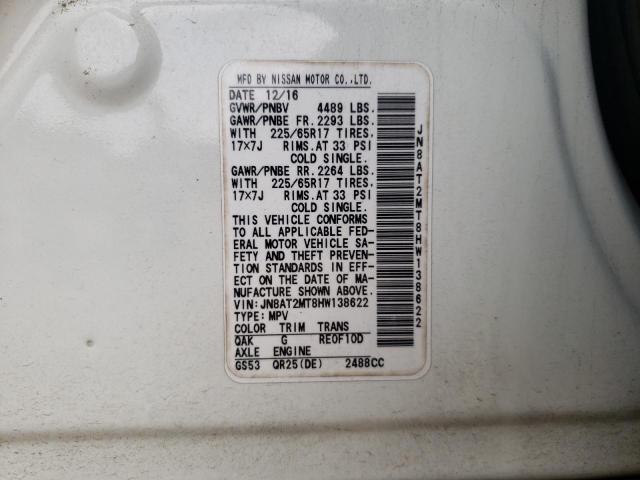 MFD BY NISSAN MOTOR CO.,LTD.
DATE 12/16
GVWR/PNBV 4489 LBS.
GAWR/PNBE FR. 2293 LBS.
WITH 225/65R17 TIRES.
17×7J RIMS. AT 33 PSI
COLD SINGLE.
GAWR/PNBE RR. 2264 LBS.
WITH 225/65R17 TIRES.
17×7J RIMS. AT 33 PSI
COLD SINGLE.
THIS VEHICLE CONFORMS
TO ALL APPLICABLE FED-
ERAL MOTOR VEHICLE SA-
FETY AND THEFT PREVEN-
TION STANDARDS IN EFF-
ECT ON THE DATE OF MA-
NUFACTURE SHOWN ABOVE.
VIN:JN8AT2MT8HW138622
TYPE: MPV
COLOR TRIM TRANS
QAK G RE0F10D
AXLE ENGINE
GS53 QR25(DE) 2488CC
JN8AT2MT8HW138622